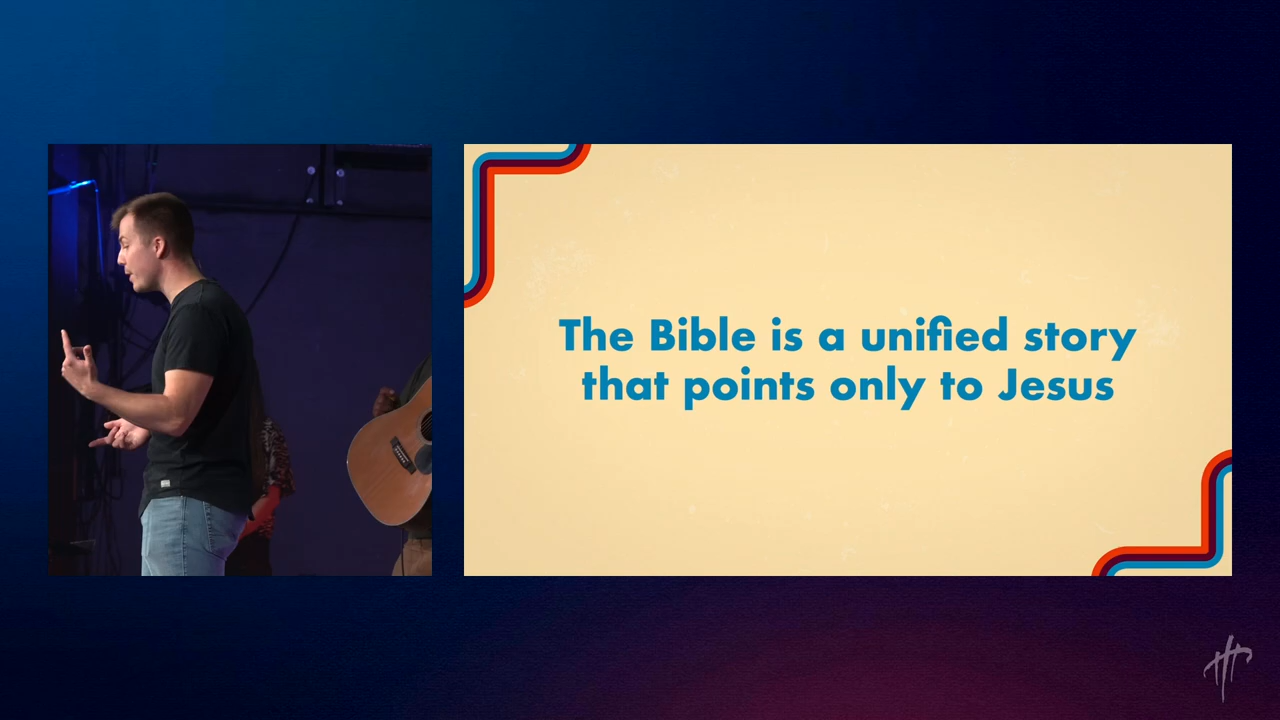 The Bible is a unified story
that points only to Jesus